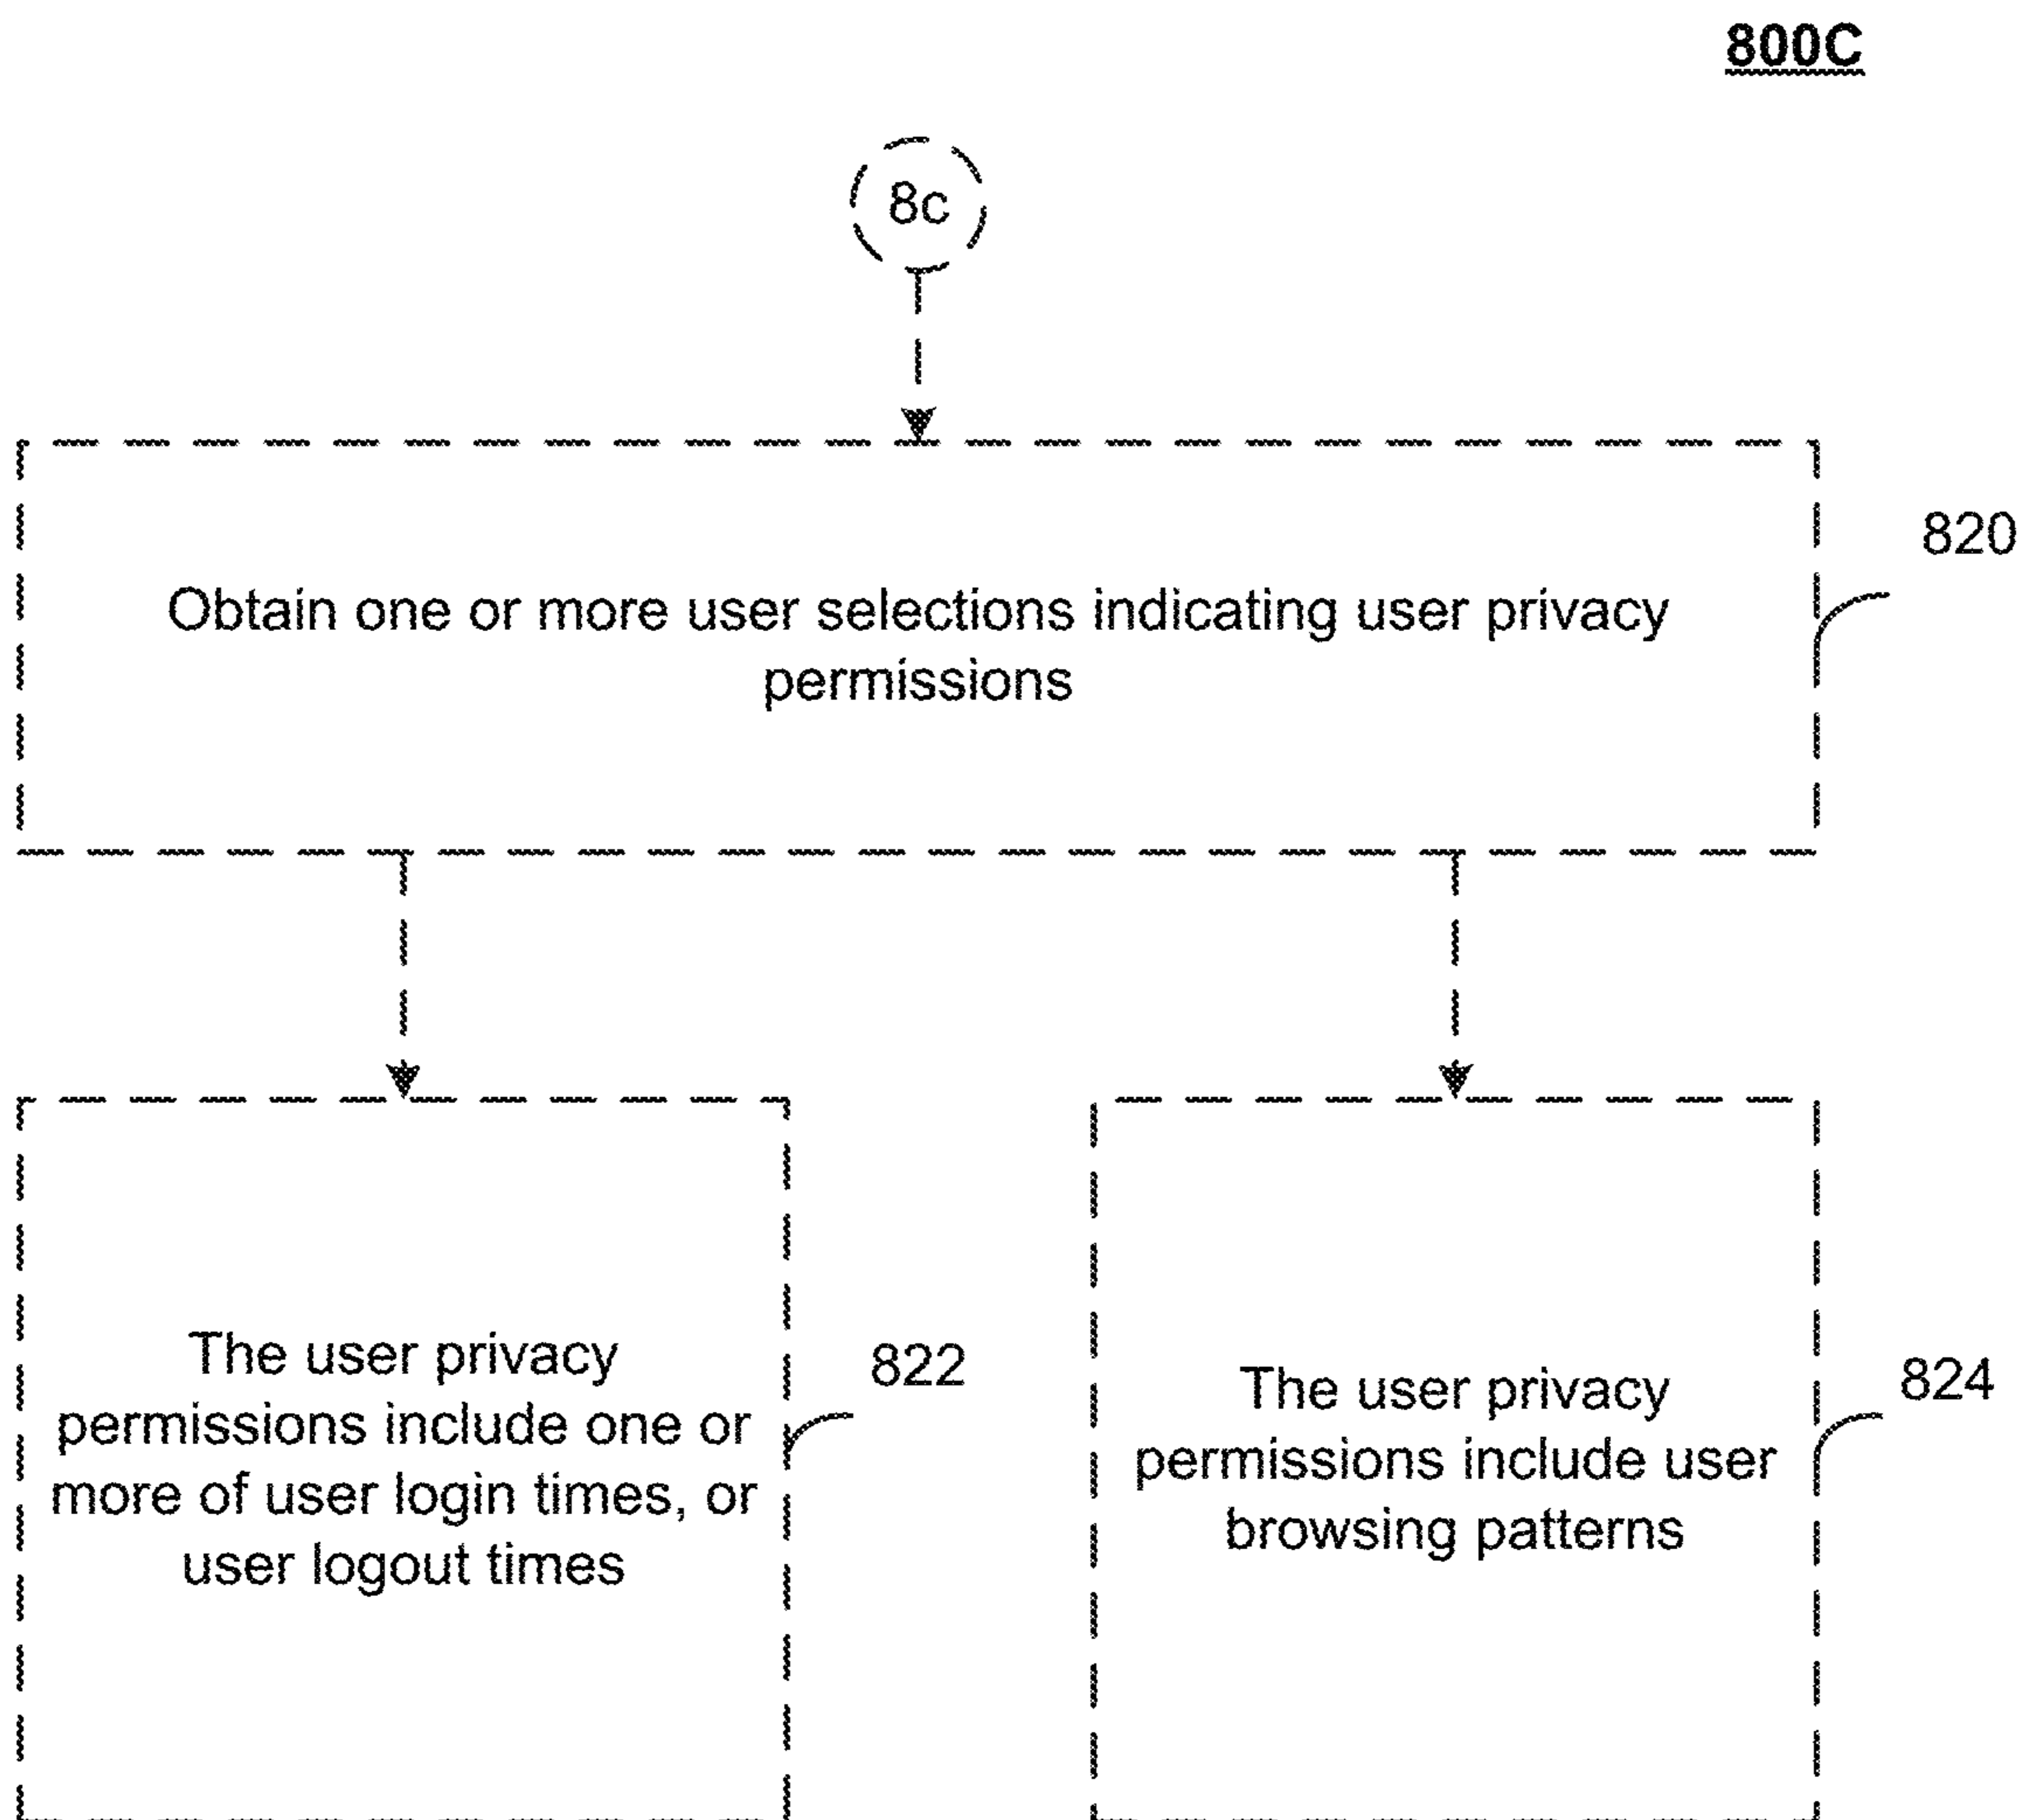 800C
8c
820
Obtain one or more user selections indicating user privacy
permissions
The user privacy
permissions include one or
more of user login times, or
user logout times
822
The user privacy
permissions include user
browsing patterns
824